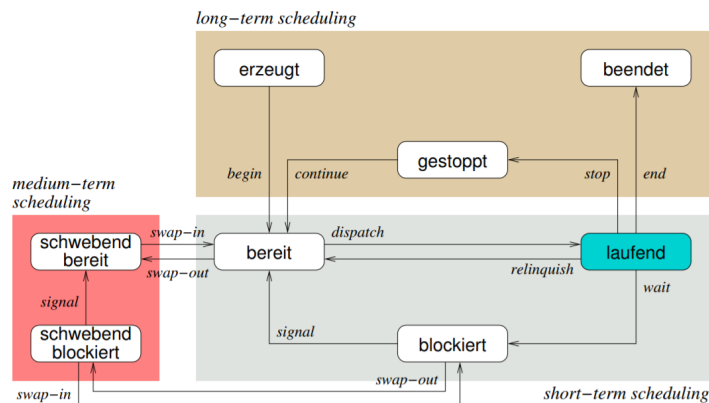 long-term scheduling
erzeugt
beendet
gestoppt
begin
continue
stop
end
medium-term
scheduling
schwebend
bereit
swap-in
swap-out
bereit
dispatch
relinquish
laufend
wait
signal
schwebend
blockiert
signal
blockiert
swap-out
swap-in
short-term scheduling